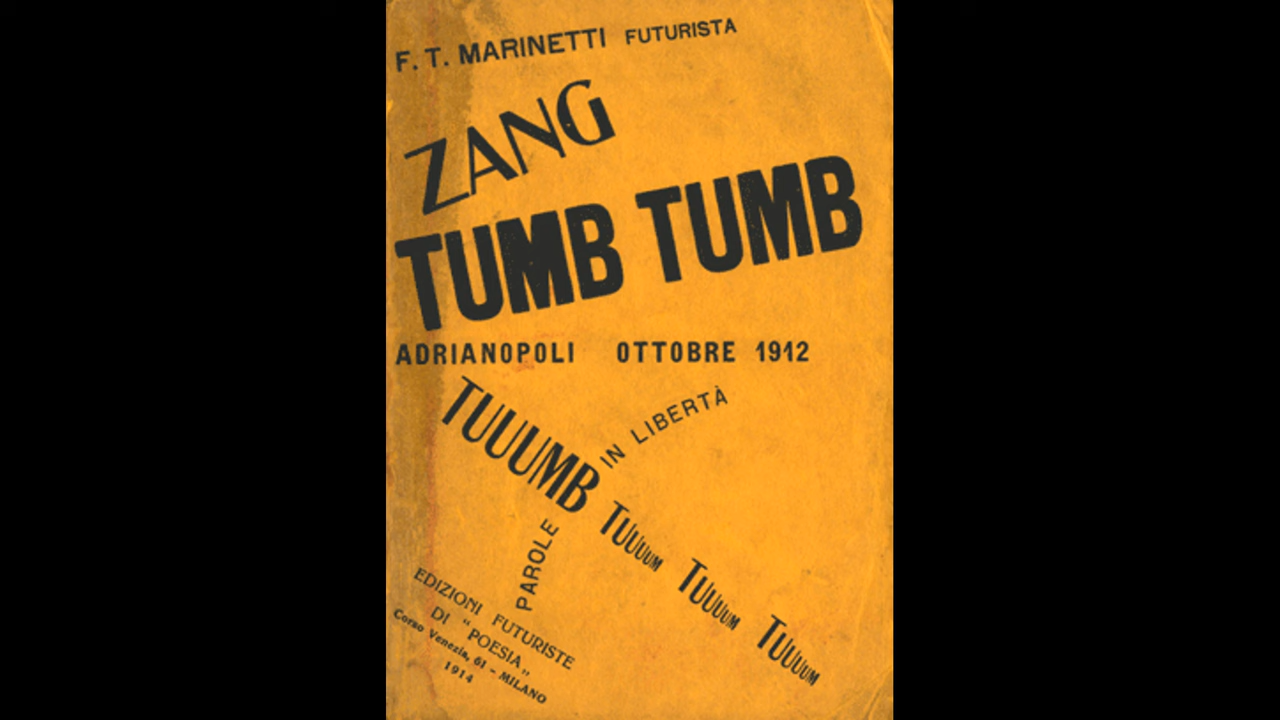 F. T. MARINETTI FUTURISTA
ZANG
TUMB TUMB
ADRIANOPOLI OTTOBRE 1912
TUUUMB
PAROLE IN LIBERTÀ
TUUUUM TUUUUM TUUUUM
EDIZIONI FUTURISTE
DI “POESIA„
Corso Venezia, 61 - MILANO
1914